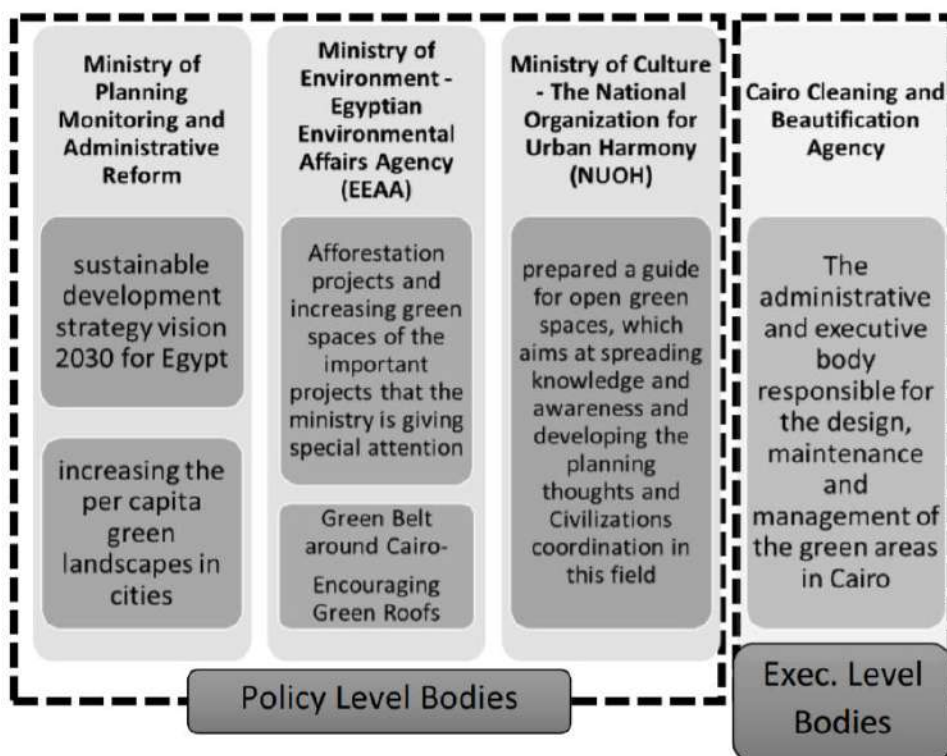 Ministry of
Planning
Monitoring and
Administrative
Reform
sustainable
development
strategy vision
2030 for Egypt
increasing the
per capita
green
landscapes in
cities
Ministry of
Environment -
Egyptian
Environmental
Affairs Agency
(EEAA)
Afforestation
projects and
increasing green
spaces of the
important
projects that the
ministry is giving
special attention
Green Belt
around Cairo-
Encouraging
Green Roofs
Ministry of Culture
- The National
Organization for
Urban Harmony
(NUOH)
prepared a guide
for open green
spaces, which
aims at spreading
knowledge and
awareness and
developing the
planning
thoughts and
Civilizations
coordination in
this field
Policy Level Bodies
Cairo Cleaning and
Beautification
Agency
The
administrative
and executive
body
responsible for
the design,
maintenance
and
management of
the green areas
in Cairo
Exec. Level
Bodies